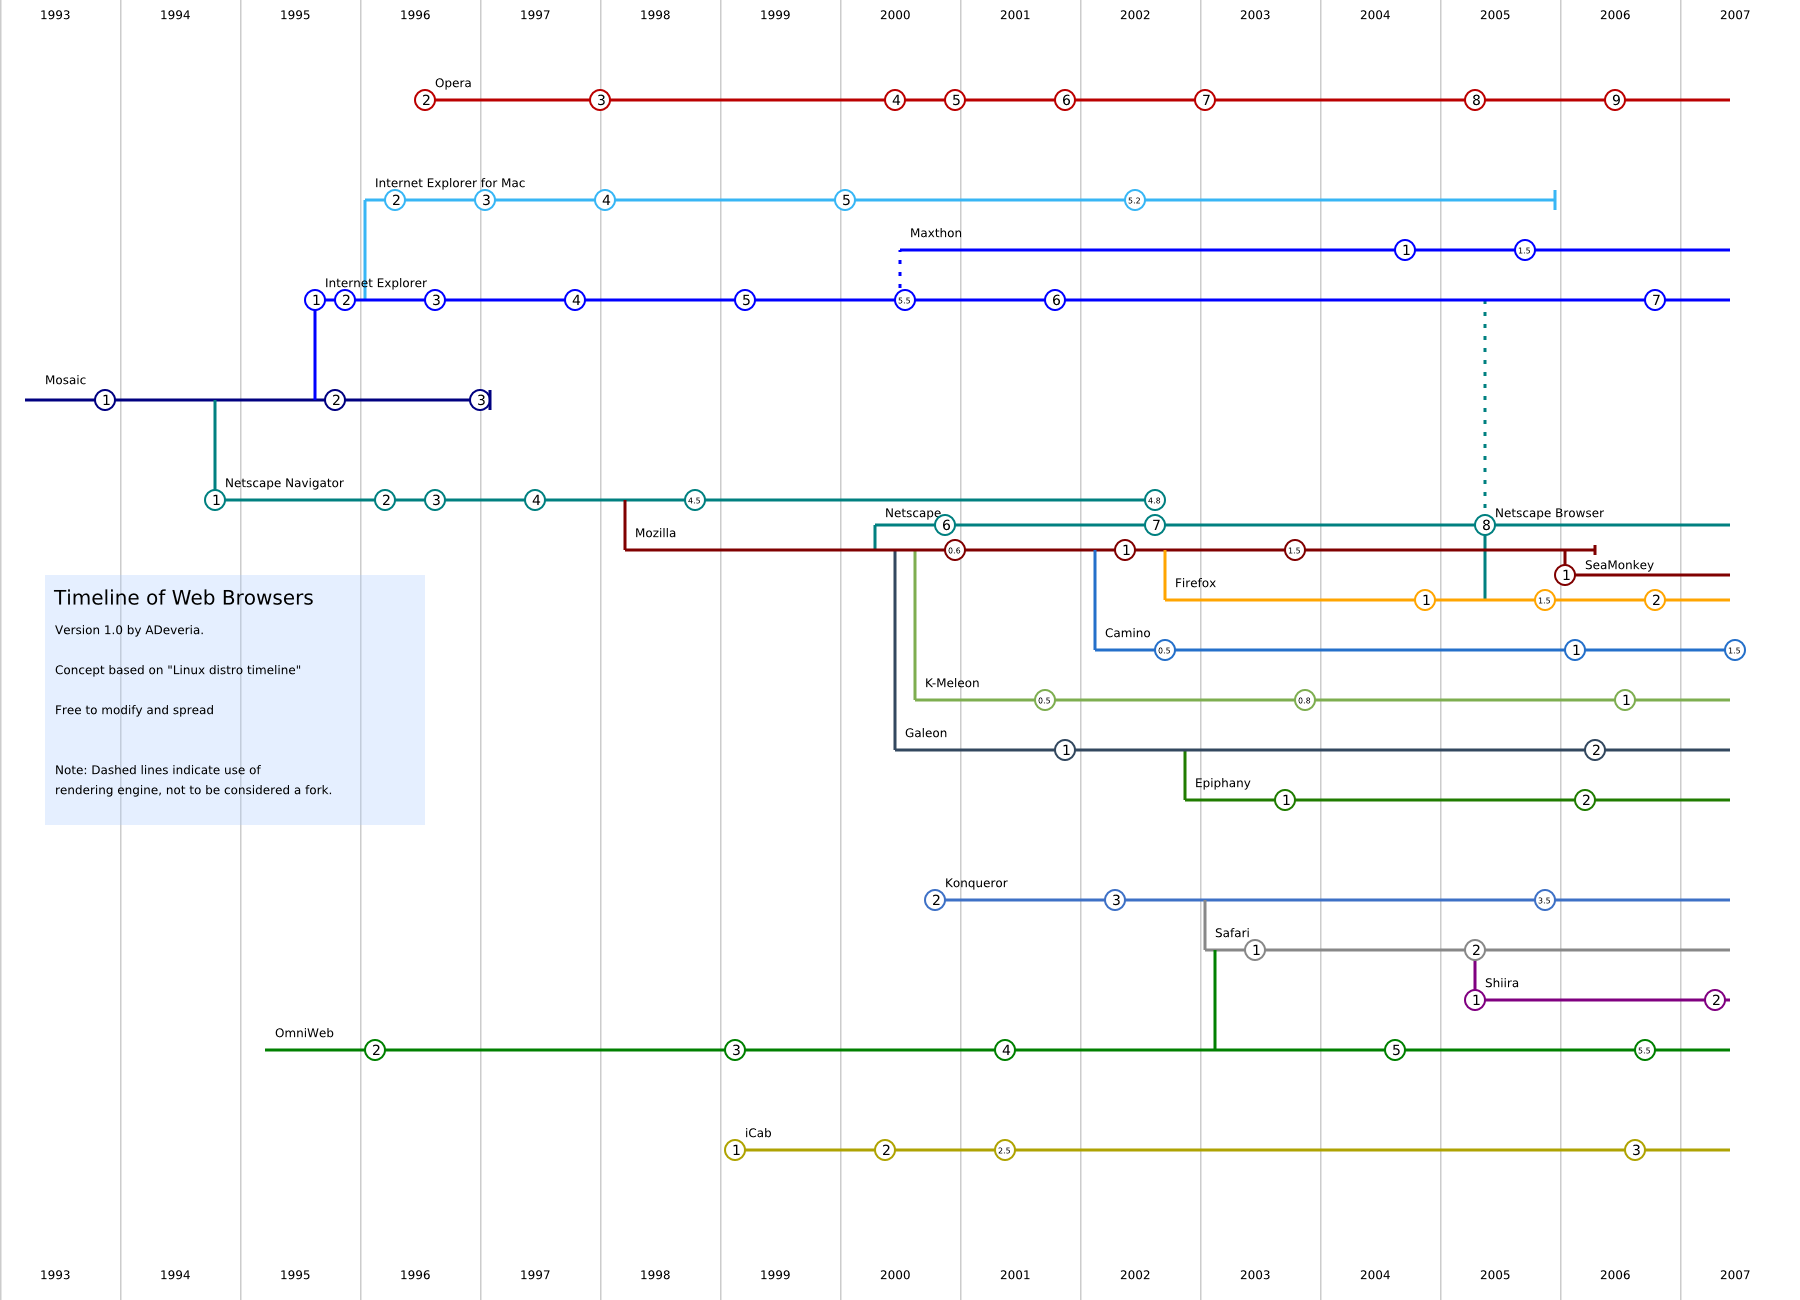 1993 1994 1995 1996 1997 1998 1999 2000 2001 2002 2003 2004 2005 2006 2007
Opera
2 3 4 5 6 7 8 9
Internet Explorer for Mac
2 3 4 5 5.2
Maxthon
1 1.5
Internet Explorer
1 2 3 4 5 5.5 6 7
Mosaic
1 2 3
Netscape Navigator
1 2 3 4 4.5 4.8
Netscape Netscape Browser
6 7 8
Mozilla
0.6 1 1.5
SeaMonkey
1
Firefox
1 1.5 2
Timeline of Web Browsers
Version 1.0 by ADeveria.
Concept based on "Linux distro timeline"
Free to modify and spread
Note: Dashed lines indicate use of
rendering engine, not to be considered a fork.
Camino
0.5 1 1.5
K-Meleon
0.5 0.8 1
Galeon
1 2
Epiphany
1 2
Konqueror
2 3 3.5
Safari
1 2
Shiira
1 2
OmniWeb
2 3 4 5 5.5
iCab
1 2 2.5 3
1993 1994 1995 1996 1997 1998 1999 2000 2001 2002 2003 2004 2005 2006 2007